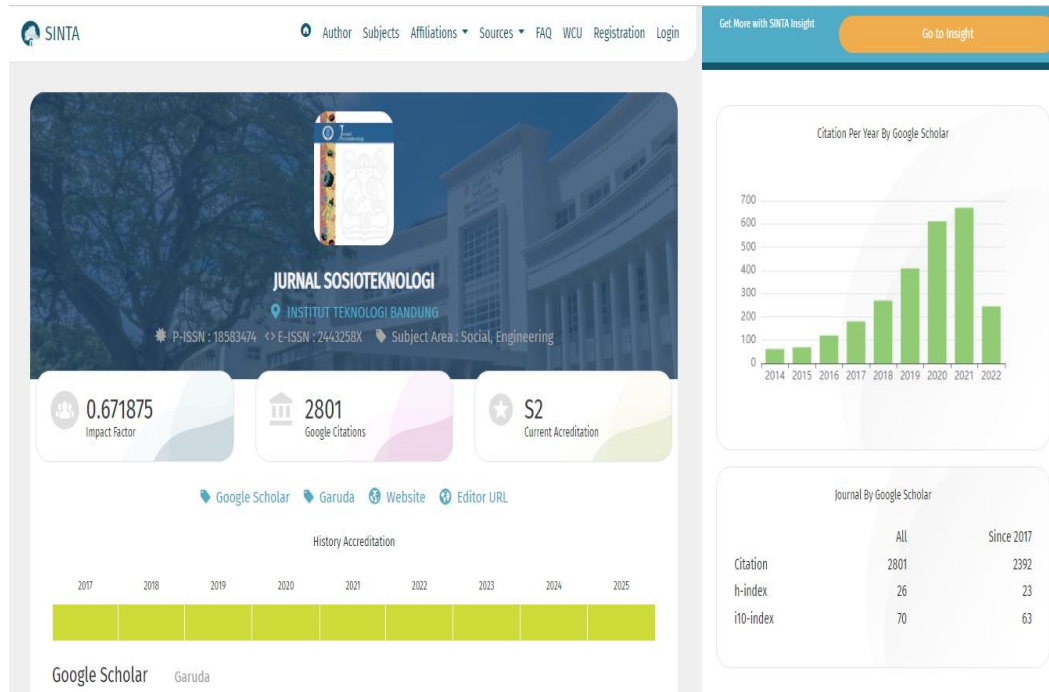 SINTA
Author Subjects Affiliations Sources FAQ WCU Registration Login
Get More with SINTA Insight
Go to Insight
JURNAL SOSIOTEKNOLOGI
INSTITUT TEKNOLOGI BANDUNG
P-ISSN : 18583474 <> E-ISSN : 2443258X Subject Area : Social, Engineering
0.671875
Impact Factor
2801
Google Citations
S2
Current Acreditation
Google Scholar Garuda Website Editor URL
History Accreditation
2017 2018 2019 2020 2021 2022 2023 2024 2025
Google Scholar Garuda
Citation Per Year By Google Scholar
700
600
500
400
300
200
100
0
2014 2015 2016 2017 2018 2019 2020 2021 2022
Journal By Google Scholar
All Since 2017
Citation 2801 2392
h-index 26 23
i10-index 70 63